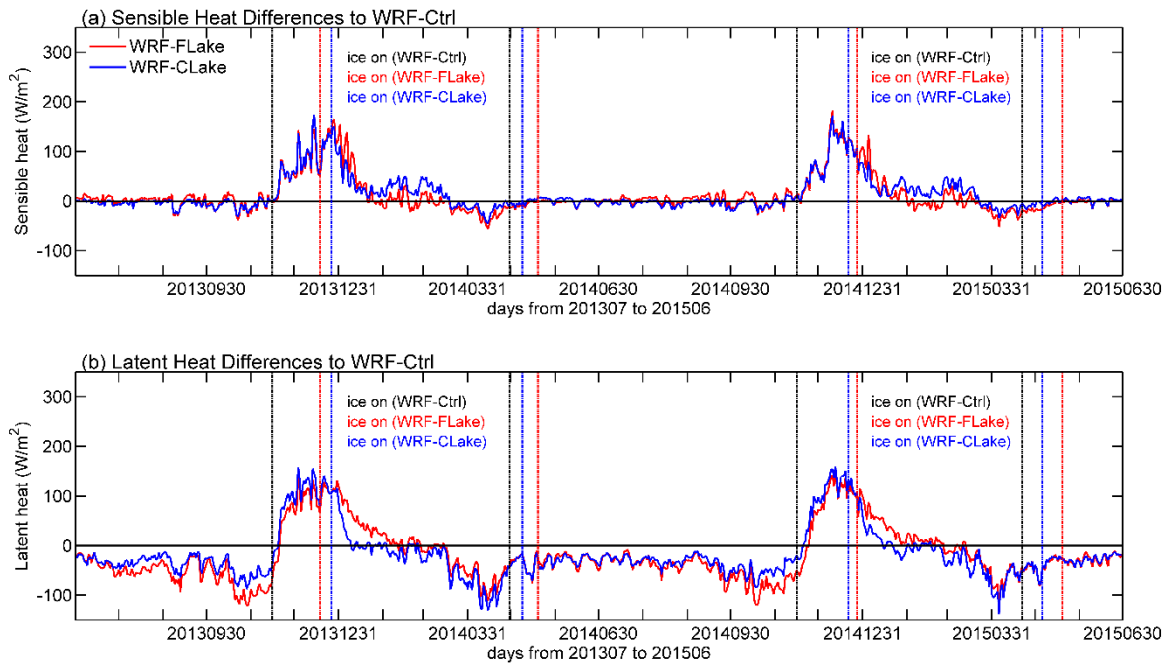 (a) Sensible Heat Differences to WRF-Ctrl
300
200
100
0
-100
Sensible heat (W/m²)
WRF-FLake
WRF-CLake
ice on (WRF-Ctrl)
ice on (WRF-FLake)
ice on (WRF-CLake)
ice on (WRF-Ctrl)
ice on (WRF-FLake)
ice on (WRF-CLake)
20130930 20131231 20140331 20140630 20140930 20141231 20150331 20150630
days from 201307 to 201506
(b) Latent Heat Differences to WRF-Ctrl
300
200
100
0
-100
Latent heat (W/m²)
ice on (WRF-Ctrl)
ice on (WRF-FLake)
ice on (WRF-CLake)
ice on (WRF-Ctrl)
ice on (WRF-FLake)
ice on (WRF-CLake)
20130930 20131231 20140331 20140630 20140930 20141231 20150331 20150630
days from 201307 to 201506